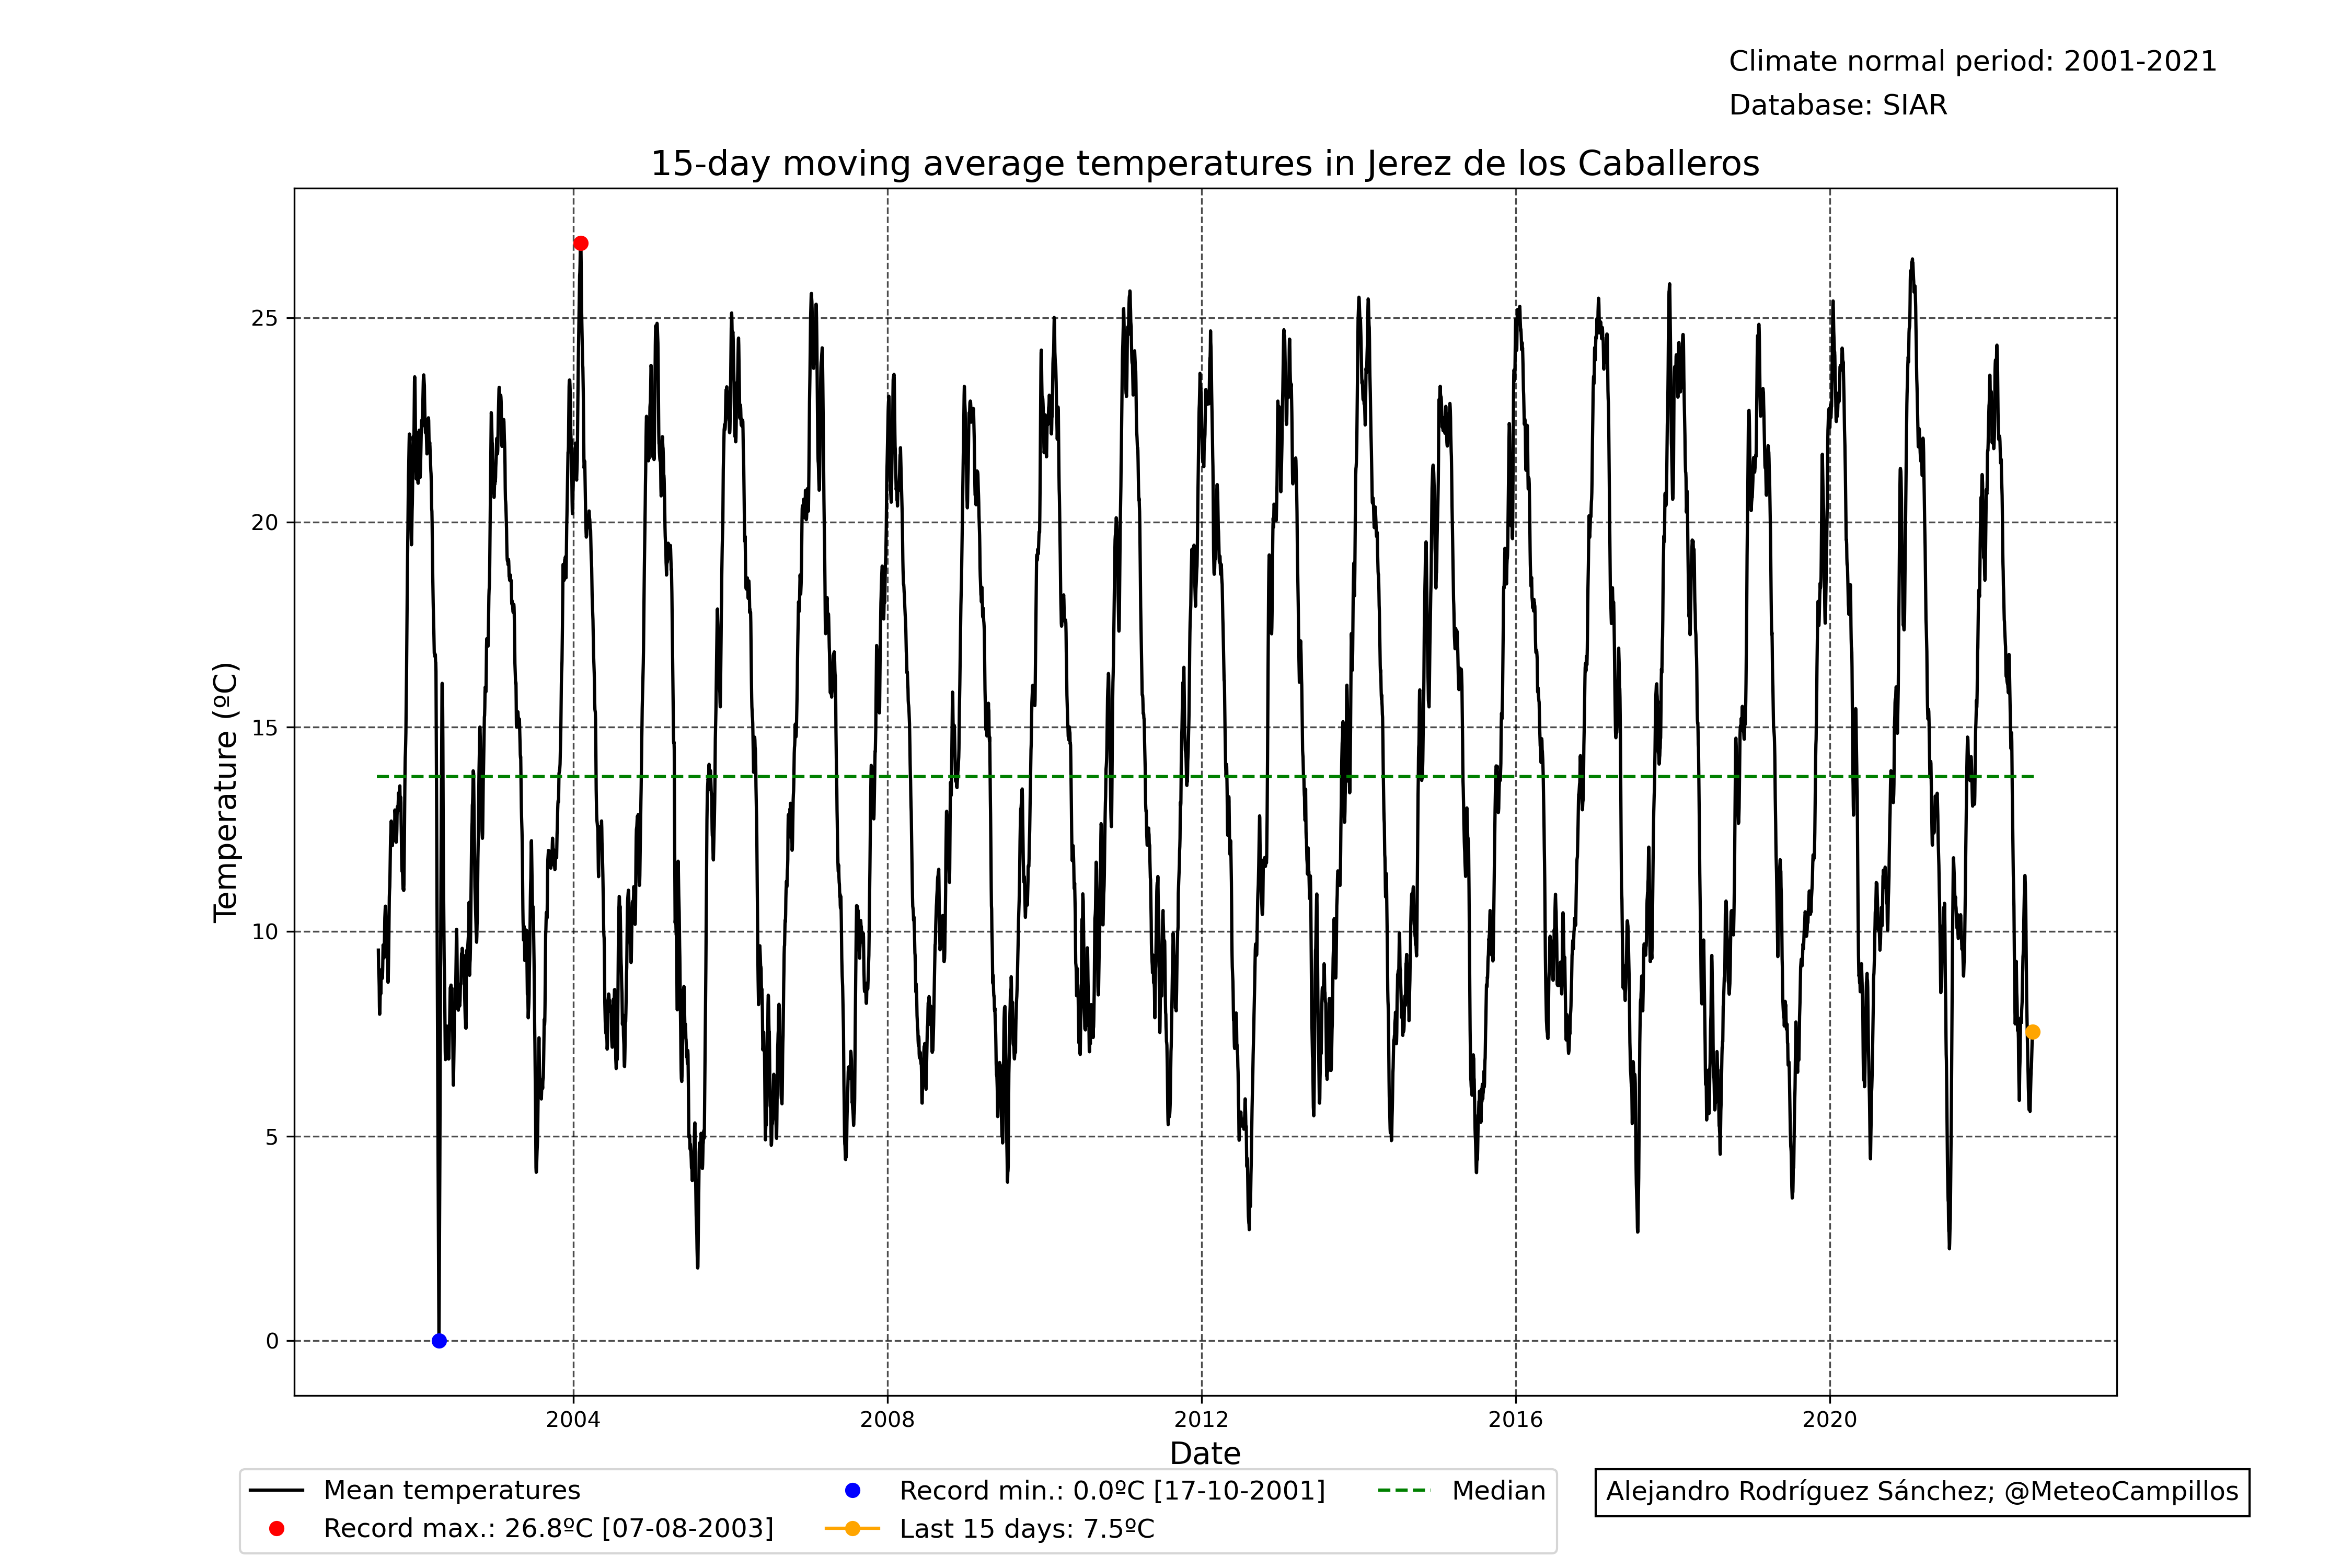 Climate normal period: 2001-2021
Database: SIAR
15-day moving average temperatures in Jerez de los Caballeros
Temperature (ºC)
25
20
15
10
5
0
2004
2008
2012
2016
2020
Date
Mean temperatures
Record max.: 26.8ºC [07-08-2003]
Record min.: 0.0ºC [17-10-2001]
Last 15 days: 7.5ºC
Median
Alejandro Rodríguez Sánchez; @MeteoCampillos